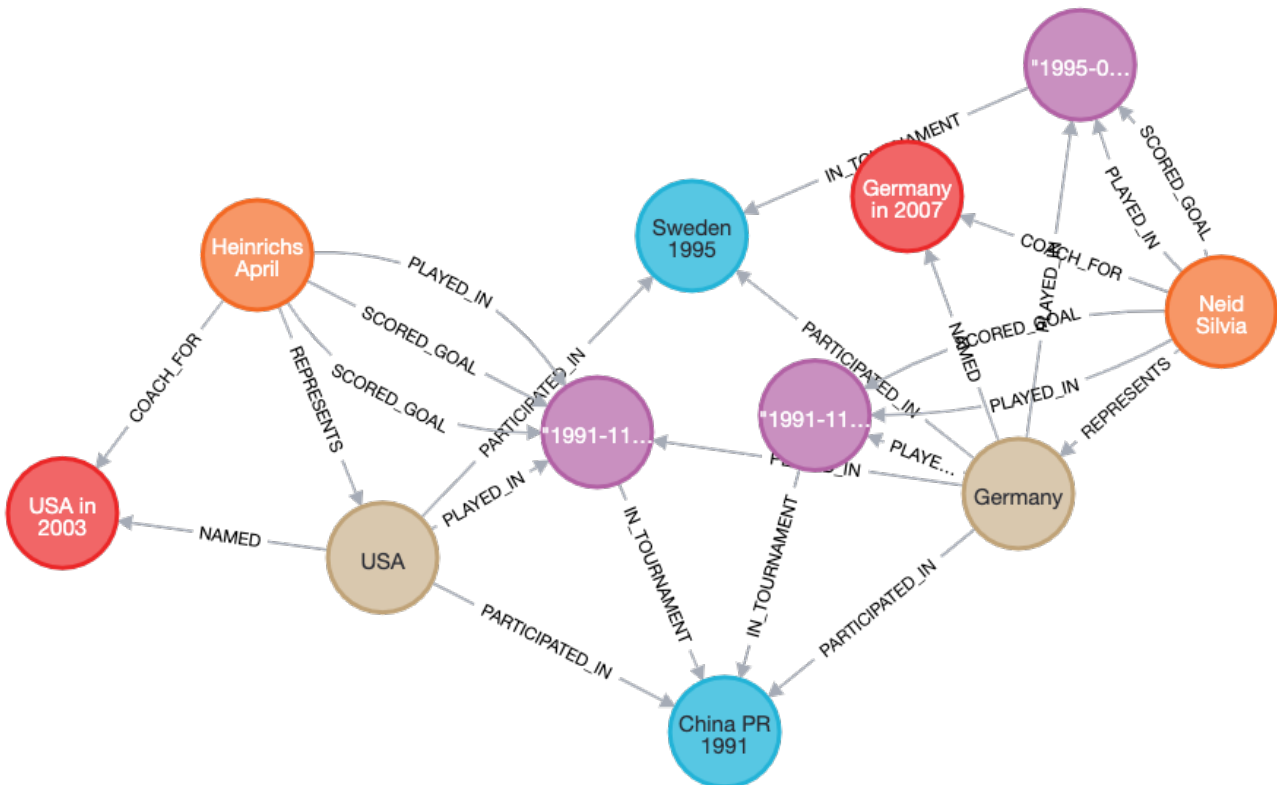 "1995-0...
IN_TOURNAMENT
SCORED_GOAL
Germany
in 2007
PLAYED_IN
Sweden
1995
Heinrichs
April
COACH_FOR
PLAYED_IN
PLAYED_IN
Neid
Silvia
SCORED_GOAL
SCORED_GOAL
NAMED
PARTICIPATED_IN
COACH_FOR
REPRESENTS
SCORED_GOAL
PARTICIPATED_IN
PLAYED_IN
REPRESENTS
"1991-11...
"1991-11...
PLAYE...
PLAYED_IN
USA in
2003
NAMED
USA
PLAYED_IN
Germany
IN_TOURNAMENT
IN_TOURNAMENT
PARTICIPATED_IN
PARTICIPATED_IN
China PR
1991